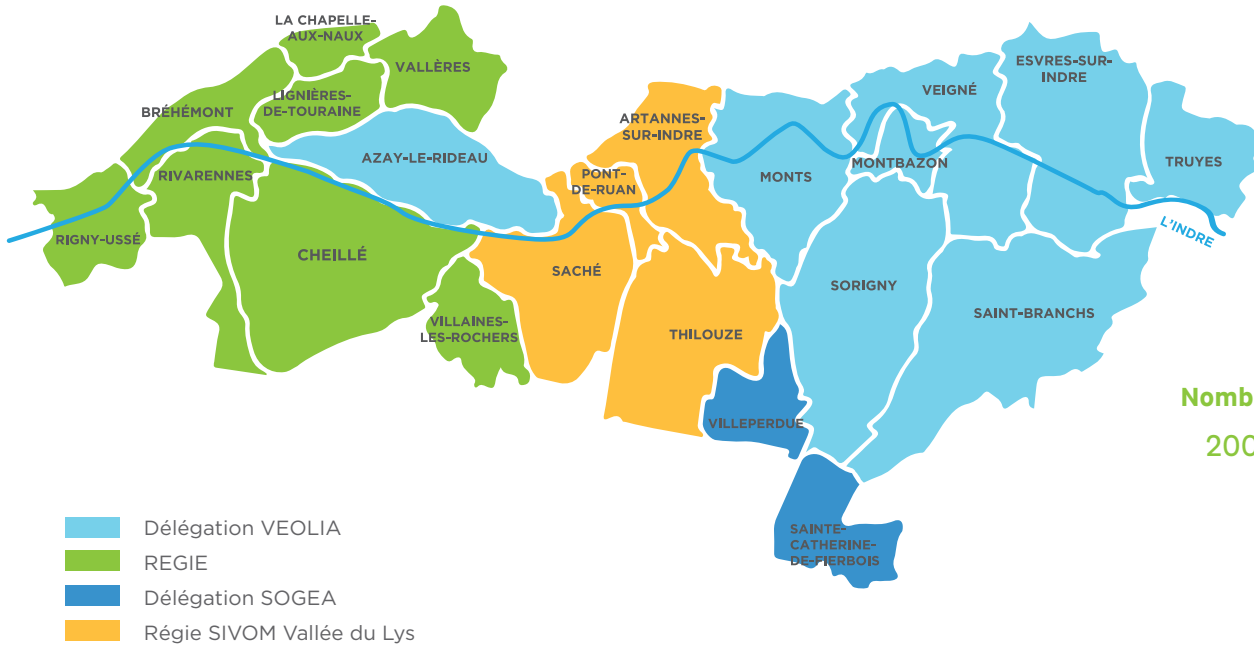 LA CHAPELLE-
AUX-NAUX
VALLÈRES
LIGNIÈRES-
DE-TOURAINE
BRÉHÉMONT
AZAY-LE-RIDEAU
RIVARENNES
RIGNY-USSÉ
CHEILLÉ
VILLAINES-
LES-ROCHERS
ARTANNES-
SUR-INDRE
PONT-
DE-RUAN
SACHÉ
THILOUZE
VILLEPERDUE
SAINTE-
CATHERINE-
DE-FIERBOIS
MONTS
VEIGNÉ
MONTBAZON
ESVRES-SUR-
INDRE
TRUYES
L'INDRE
SORIGNY
SAINT-BRANCHS
Nomb
200
Délégation VEOLIA
REGIE
Délégation SOGEA
Régie SIVOM Vallée du Lys